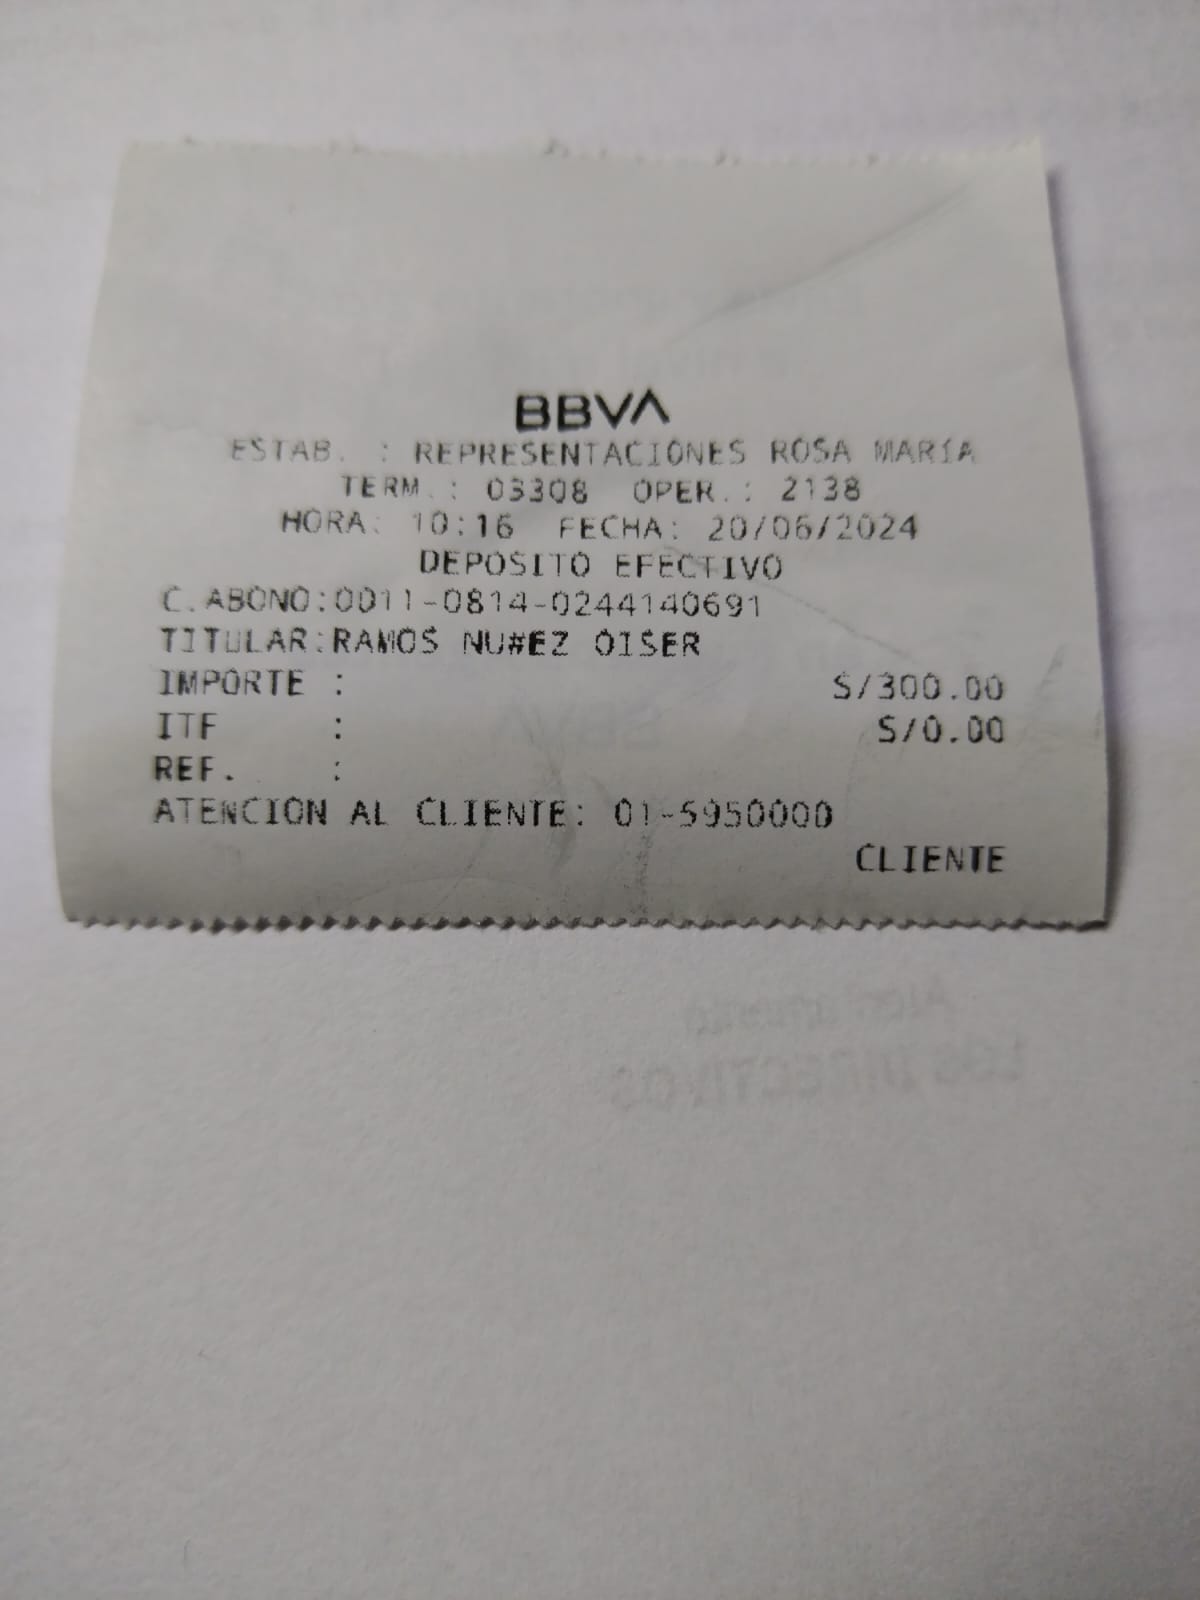 BBVA
ESTAB. : REPRESENTACIONES ROSA MARIA
TERM.: 03308 OPER.: 2138
HORA: 10:16 FECHA: 20/06/2024
DEPOSITO EFECTIVO
C.ABONO:0011-0814-0244140691
TITULAR:RAMOS NU#EZ OISER
IMPORTE : S/300.00
ITF : S/0.00
REF. :
ATENCION AL CLIENTE: 01-5950000
CLIENTE
LOS DIRECTIVOS